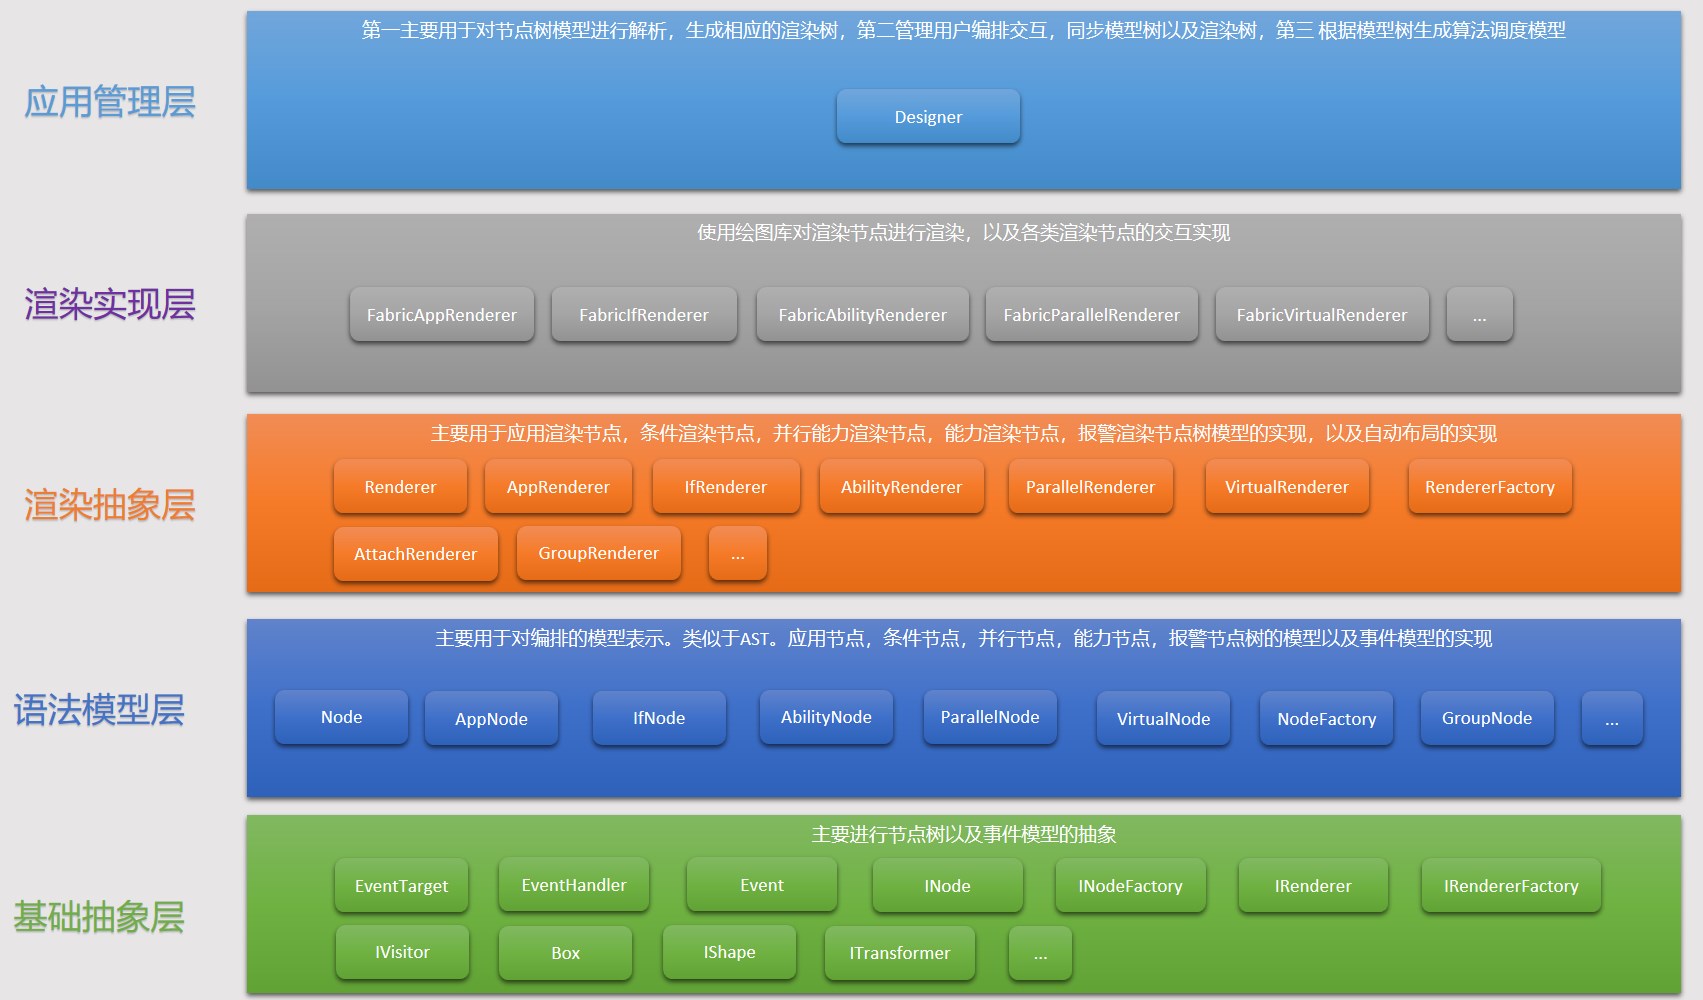 第一主要用于对节点树模型进行解析，生成相应的渲染树，第二管理用户编排交互，同步模型树以及渲染树，第三 根据模型树生成算法调度模型
应用管理层
Designer
使用绘图库对渲染节点进行渲染，以及各类渲染节点的交互实现
渲染实现层
FabricAppRenderer FabricIfRenderer FabricAbilityRenderer FabricParallelRenderer FabricVirtualRenderer ...
主要用于应用渲染节点，条件渲染节点，并行能力渲染节点，能力渲染节点，报警渲染节点树模型的实现，以及自动布局的实现
渲染抽象层
Renderer AppRenderer IfRenderer AbilityRenderer ParallelRenderer VirtualRenderer RendererFactory
AttachRenderer GroupRenderer ...
主要用于对编排的模型表示。类似于AST。应用节点，条件节点，并行节点，能力节点，报警节点树的模型以及事件模型的实现
语法模型层
Node AppNode IfNode AbilityNode ParallelNode VirtualNode NodeFactory GroupNode ...
主要进行节点树以及事件模型的抽象
基础抽象层
EventTarget EventHandler Event INode INodeFactory IRenderer IRendererFactory
IVisitor Box IShape ITransformer ...